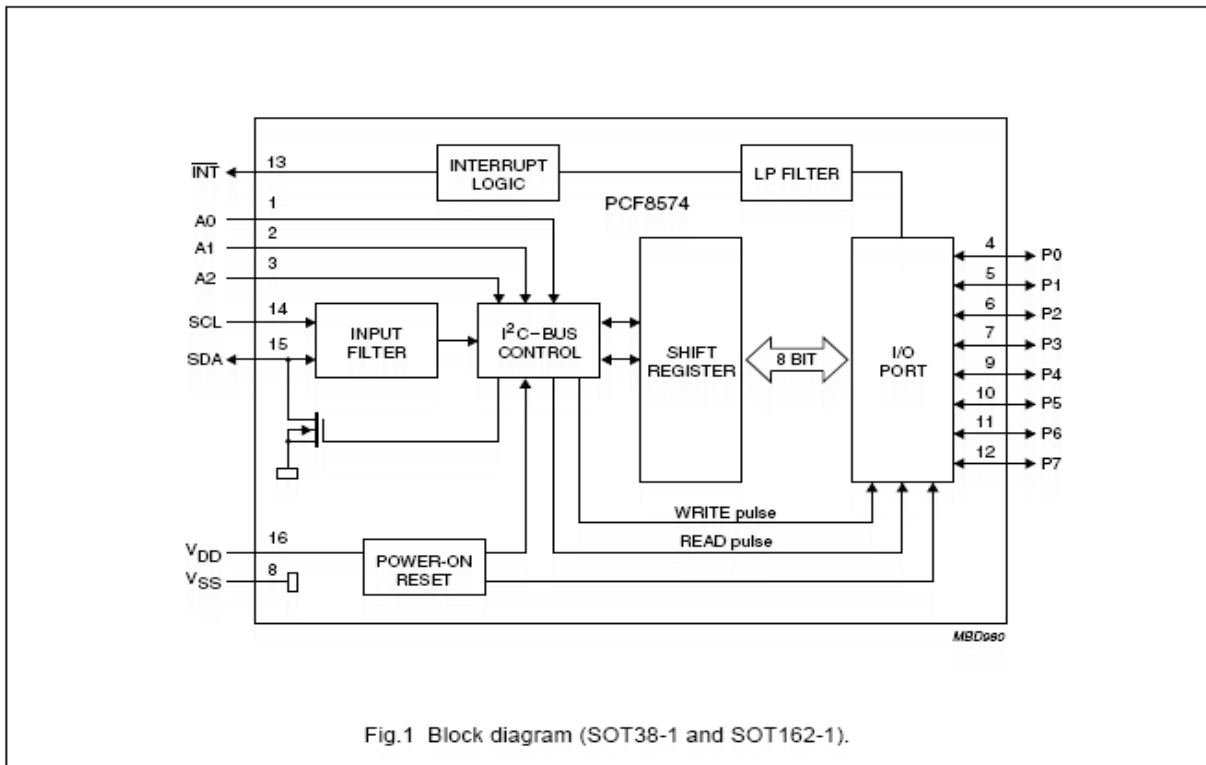 INT
13
INTERRUPT
LOGIC
LP FILTER
PCF8574
A0
1
A1
2
A2
3
SCL
14
SDA
15
INPUT
FILTER
I²C-BUS
CONTROL
SHIFT
REGISTER
8 BIT
I/O
PORT
4
P0
5
P1
6
P2
7
P3
9
P4
10
P5
11
P6
12
P7
WRITE pulse
READ pulse
VDD
16
VSS
8
POWER-ON
RESET
MBD980
Fig.1 Block diagram (SOT38-1 and SOT162-1).